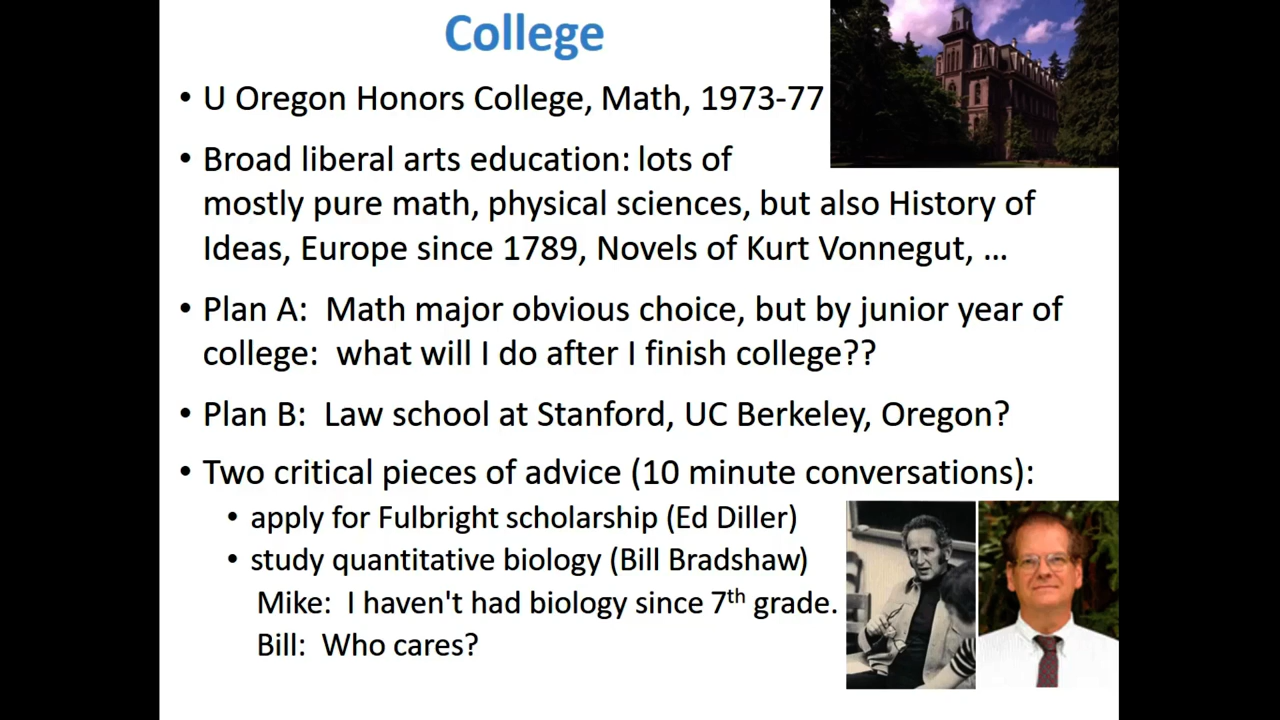 College
• U Oregon Honors College, Math, 1973-77
• Broad liberal arts education: lots of
mostly pure math, physical sciences, but also History of
Ideas, Europe since 1789, Novels of Kurt Vonnegut, ...
• Plan A: Math major obvious choice, but by junior year of
college: what will I do after I finish college??
• Plan B: Law school at Stanford, UC Berkeley, Oregon?
• Two critical pieces of advice (10 minute conversations):
• apply for Fulbright scholarship (Ed Diller)
• study quantitative biology (Bill Bradshaw)
Mike: I haven't had biology since 7th grade.
Bill: Who cares?